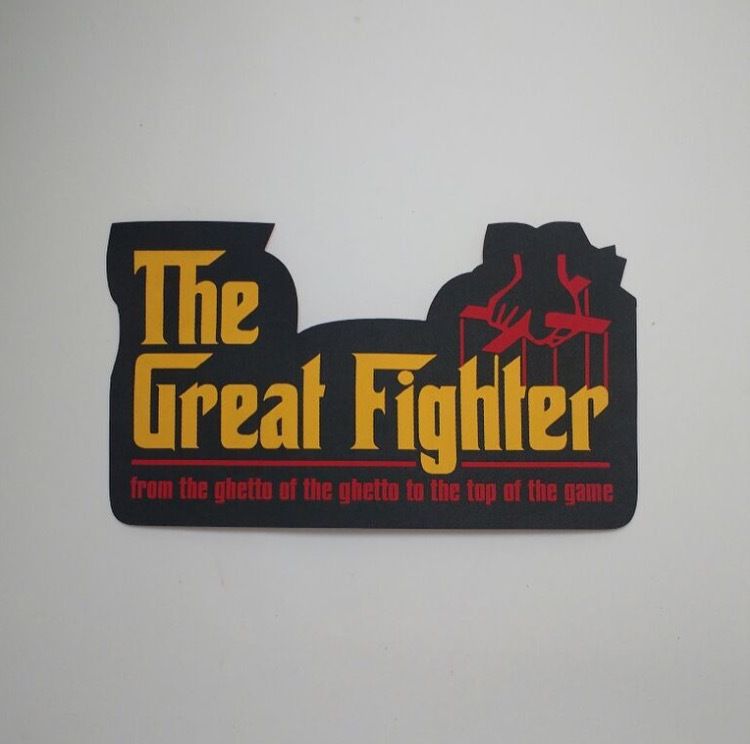 The
Great Fighter
from the ghetto of the ghetto to the top of the game